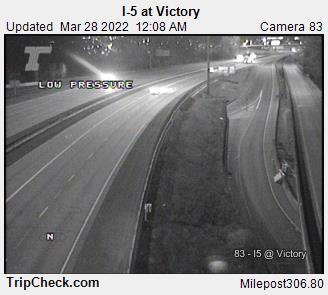 I-5 at Victory
Updated Mar 28 2022 12:08 AM Camera 83
T
LOW PRESSURE
N
83 - I5 @ Victory
TripCheck.com Milepost306.80